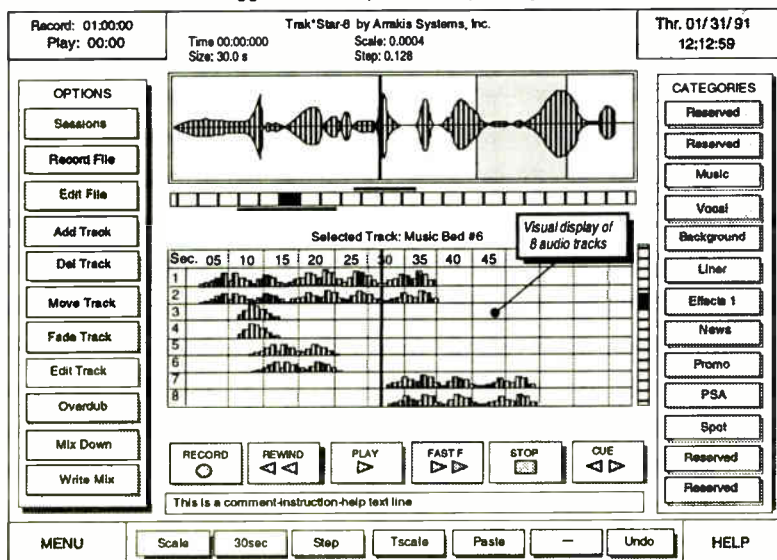 Record: 01:00:00
Play: 00:00
Trak*Star-8 by Arrakis Systems, Inc.
Time 00:00:000
Scale: 0.0004
Size: 30.0 s
Step: 0.128
Thr. 01/31/91
12:12:59
OPTIONS
Sessions
Record File
Edit File
Add Track
Del Track
Move Track
Fade Track
Edit Track
Overdub
Mix Down
Write Mix
Selected Track: Music Bed #6
Visual display of
8 audio tracks
Sec. 05 10 15 20 25 30 35 40 45
1
2
3
4
5
6
7
8
RECORD
REWIND
PLAY
FAST F
STOP
CUE
This is a comment-instruction-help text line
CATEGORIES
Reserved
Reserved
Music
Vocal
Background
Liner
Effects 1
News
Promo
PSA
Spot
Reserved
Reserved
MENU
Scale
30sec
Step
Tscale
Paste
—
Undo
HELP